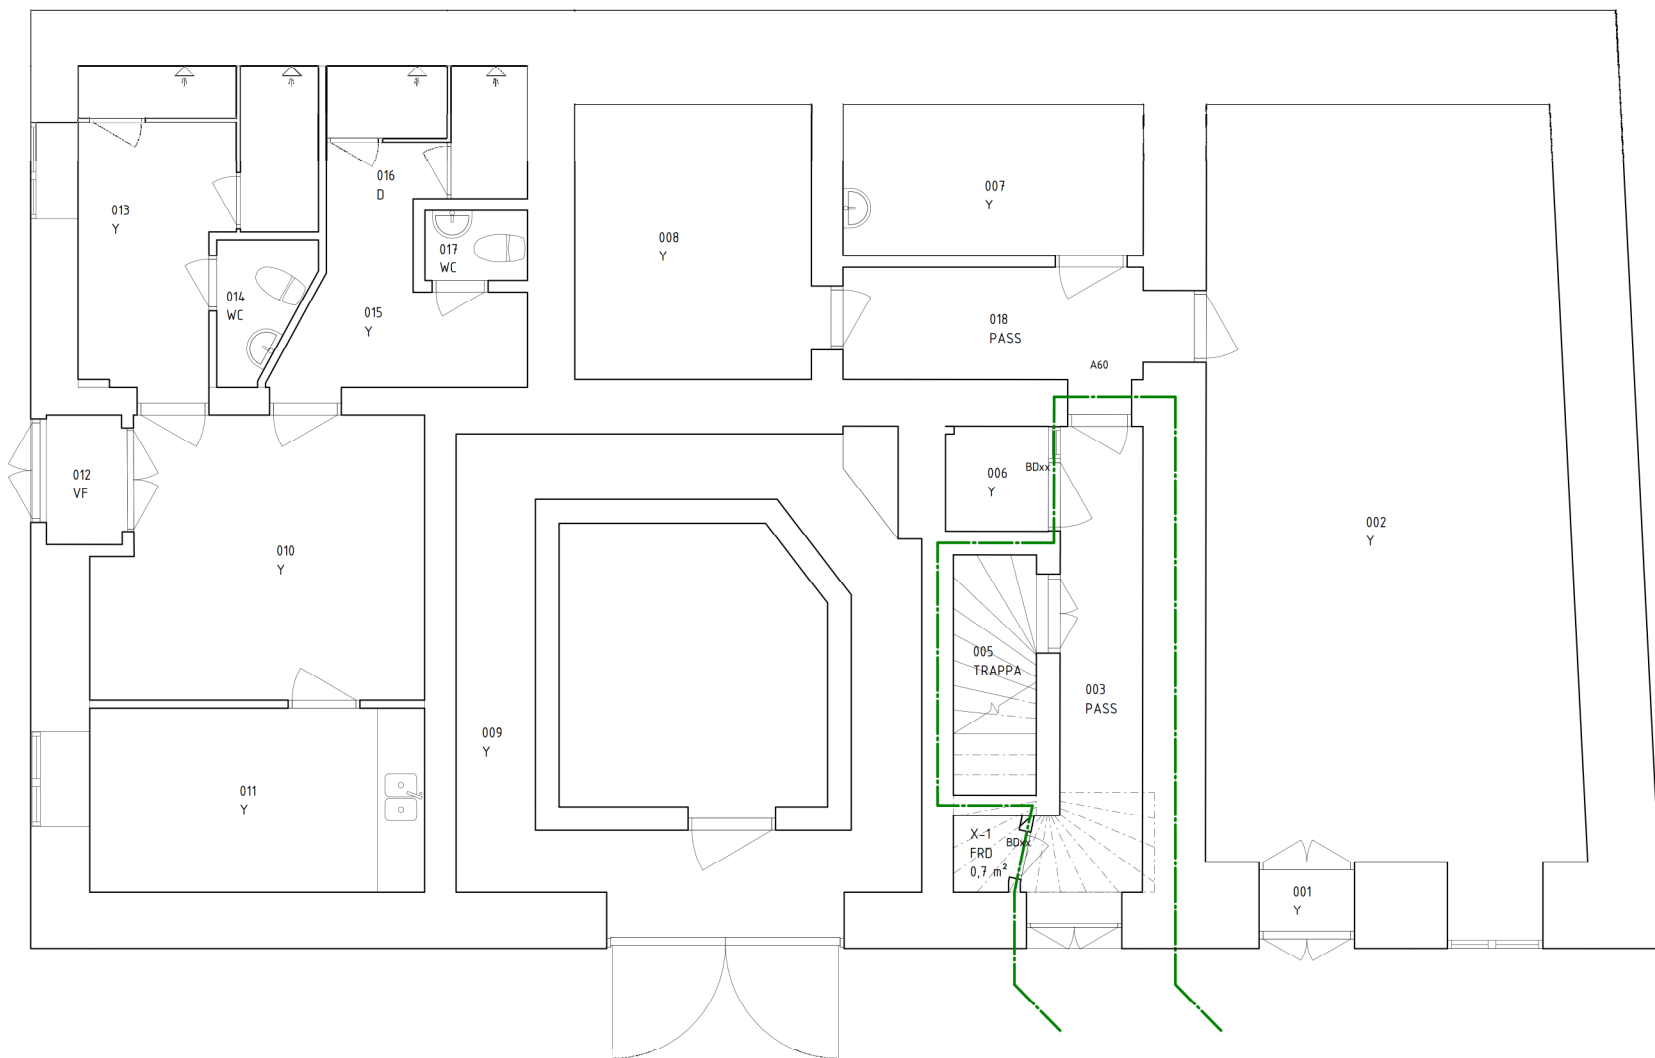 016
D
007
Y
013
Y
008
Y
017
WC
014
WC
015
Y
018
PASS
A60
012
VF
006
Y
BDxx
002
Y
010
Y
005
TRAPPA
003
PASS
009
Y
011
Y
X-1
FRD
0,7 m²
BDxx
001
Y